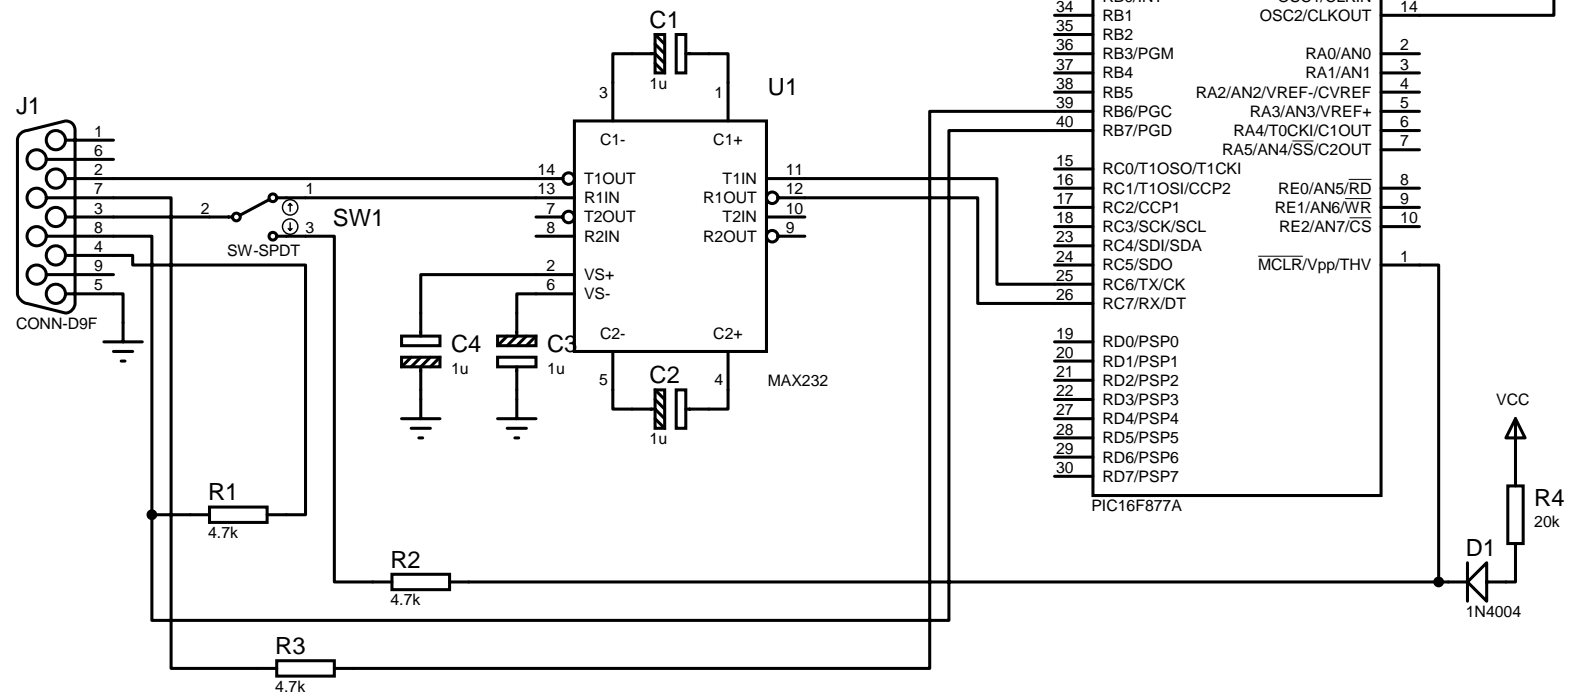 J1
1
6
2
7
3
8
4
9
5
CONN-D9F
2
1
3
SW1
SW-SPDT
C1
1u
3
1
U1
C1-
C1+
14
13
7
8
T1OUT
R1IN
T2OUT
R2IN
T1IN
R1OUT
T2IN
R2OUT
11
12
10
9
2
6
VS+
VS-
C2-
C2+
5
4
MAX232
C4
1u
C3
1u
C2
1u
R1
4.7k
R2
4.7k
R3
4.7k
34
RB1
35
RB2
36
RB3/PGM
37
RB4
38
RB5
39
RB6/PGC
40
RB7/PGD
15
RC0/T1OSO/T1CKI
16
RC1/T1OSI/CCP2
17
RC2/CCP1
18
RC3/SCK/SCL
23
RC4/SDI/SDA
24
RC5/SDO
25
RC6/TX/CK
26
RC7/RX/DT
19
RD0/PSP0
20
RD1/PSP1
21
RD2/PSP2
22
RD3/PSP3
27
RD4/PSP4
28
RD5/PSP5
29
RD6/PSP6
30
RD7/PSP7
PIC16F877A
OSC2/CLKOUT
14
RA0/AN0
2
RA1/AN1
3
RA2/AN2/VREF-/CVREF
4
RA3/AN3/VREF+
5
RA4/T0CKI/C1OUT
6
RA5/AN4/SS/C2OUT
7
RE0/AN5/RD
8
RE1/AN6/WR
9
RE2/AN7/CS
10
MCLR/Vpp/THV
1
VCC
R4
20k
D1
1N4004